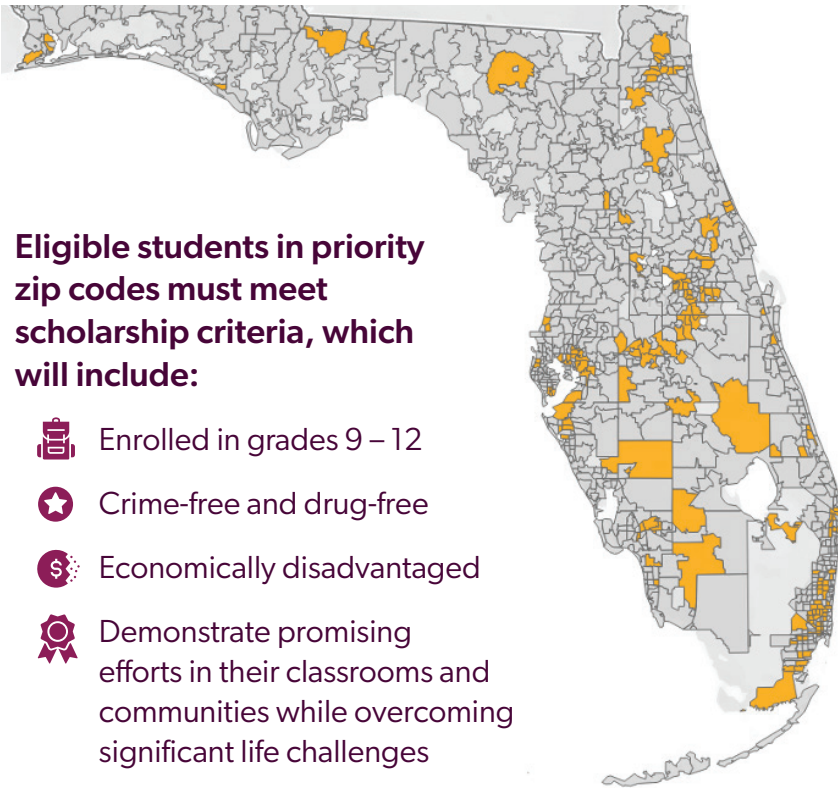 Eligible students in priority
zip codes must meet
scholarship criteria, which
will include:
Enrolled in grades 9 – 12
Crime-free and drug-free
$
Economically disadvantaged
Demonstrate promising
efforts in their classrooms and
communities while overcoming
significant life challenges